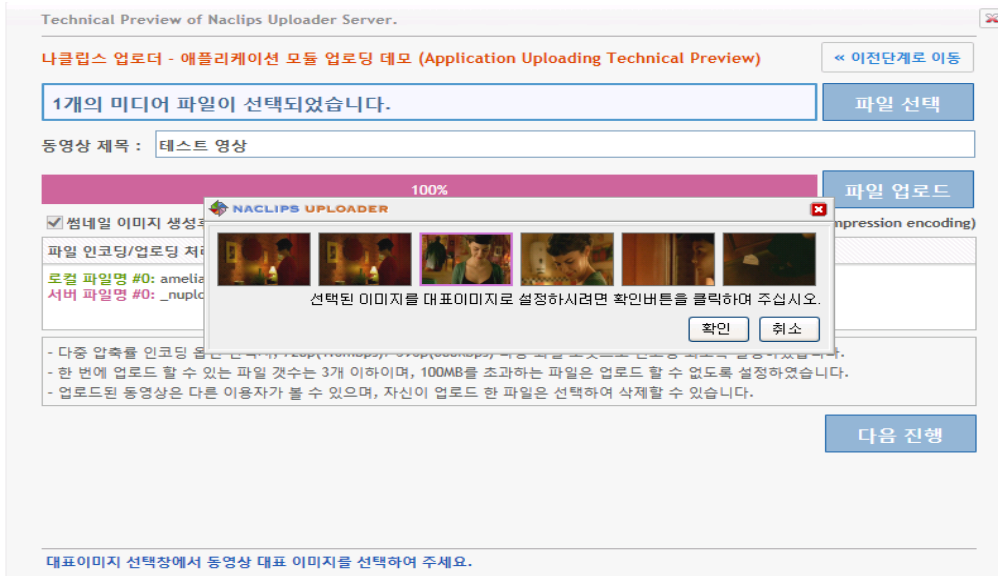 Technical Preview of Naclips Uploader Server.
나클립스 업로더 - 애플리케이션 모듈 업로딩 데모 (Application Uploading Technical Preview)
« 이전단계로 이동
1개의 미디어 파일이 선택되었습니다.
파일 선택
동영상 제목 :
테스트 영상
100%
파일 업로드
썸네일 이미지 생성
encoding)
NACLIPS UPLOADER
파일 인코딩/업로딩
로컬 파일명 #0: amelia
서버 파일명 #0: _nuplo
선택된 이미지를 대표이미지로 설정하시려면 확인버튼을 클릭하여 주십시오.
확인
취소
- 다중 압축률 인코딩
- 한 번에 업로드 할 수 있는 파일 갯수는 3개 이하이며, 100MB를 초과하는 파일은 업로드 할 수 없도록 설정하였습니다.
- 업로드된 동영상은 다른 이용자가 볼 수 있으며, 자신이 업로드 한 파일은 선택하여 삭제할 수 있습니다.
다음 진행
대표이미지 선택창에서 동영상 대표 이미지를 선택하여 주세요.